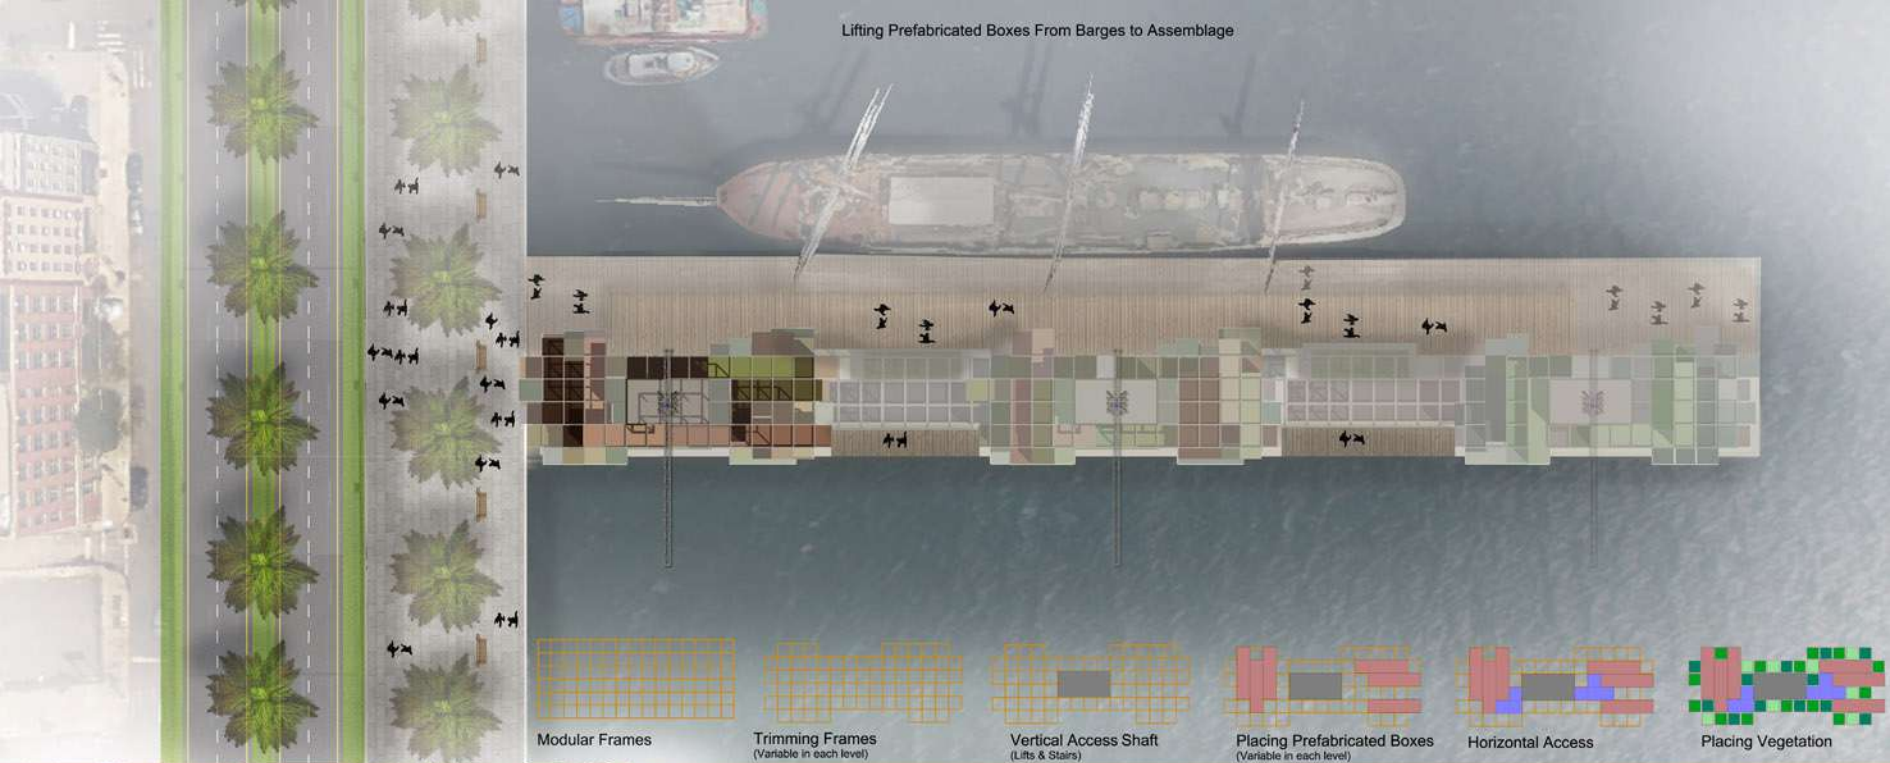 Lifting Prefabricated Boxes From Barges to Assemblage
Modular Frames
Trimming Frames
(Variable in each level)
Vertical Access Shaft
(Lifts & Stairs)
Placing Prefabricated Boxes
(Variable in each level)
Horizontal Access
Placing Vegetation